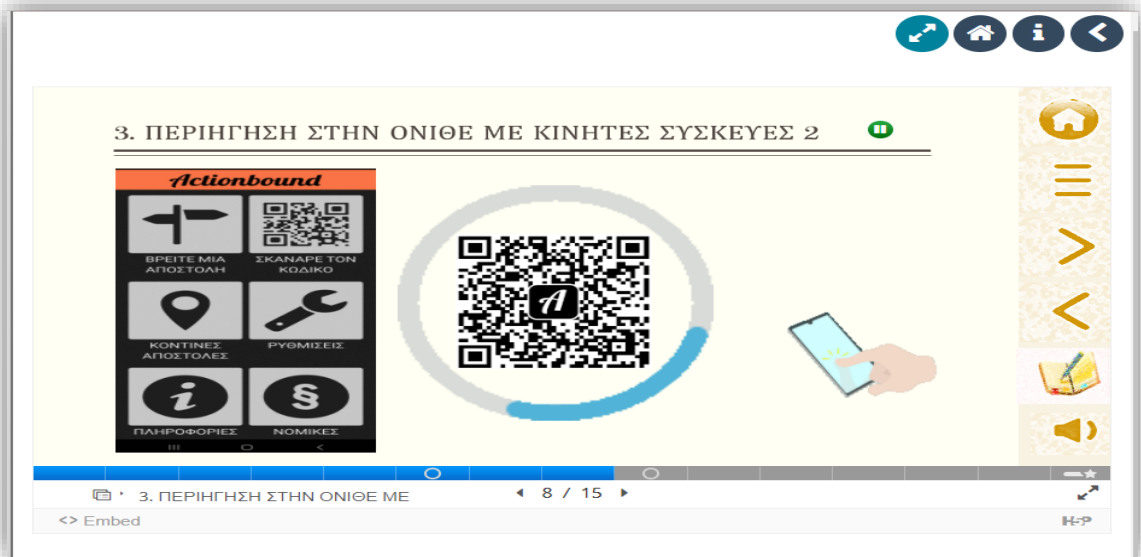 3. ΠΕΡΙΗΓΗΣΗ ΣΤΗΝ ΟΝΙΘΕ ΜΕ ΚΙΝΗΤΕΣ ΣΥΣΚΕΥΕΣ 2
Actionbound
ΒΡΕΙΤΕ ΜΙΑ
ΑΠΟΣΤΟΛΗ
ΣΚΑΝΑΡΕ ΤΟΝ
ΚΩΔΙΚΟ
ΚΟΝΤΙΝΕΣ
ΑΠΟΣΤΟΛΕΣ
ΡΥΘΜΙΣΕΙΣ
ΠΛΗΡΟΦΟΡΙΕΣ
ΝΟΜΙΚΕΣ
3. ΠΕΡΙΗΓΗΣΗ ΣΤΗΝ ΟΝΙΘΕ ΜΕ
8 / 15
<> Embed
H5P